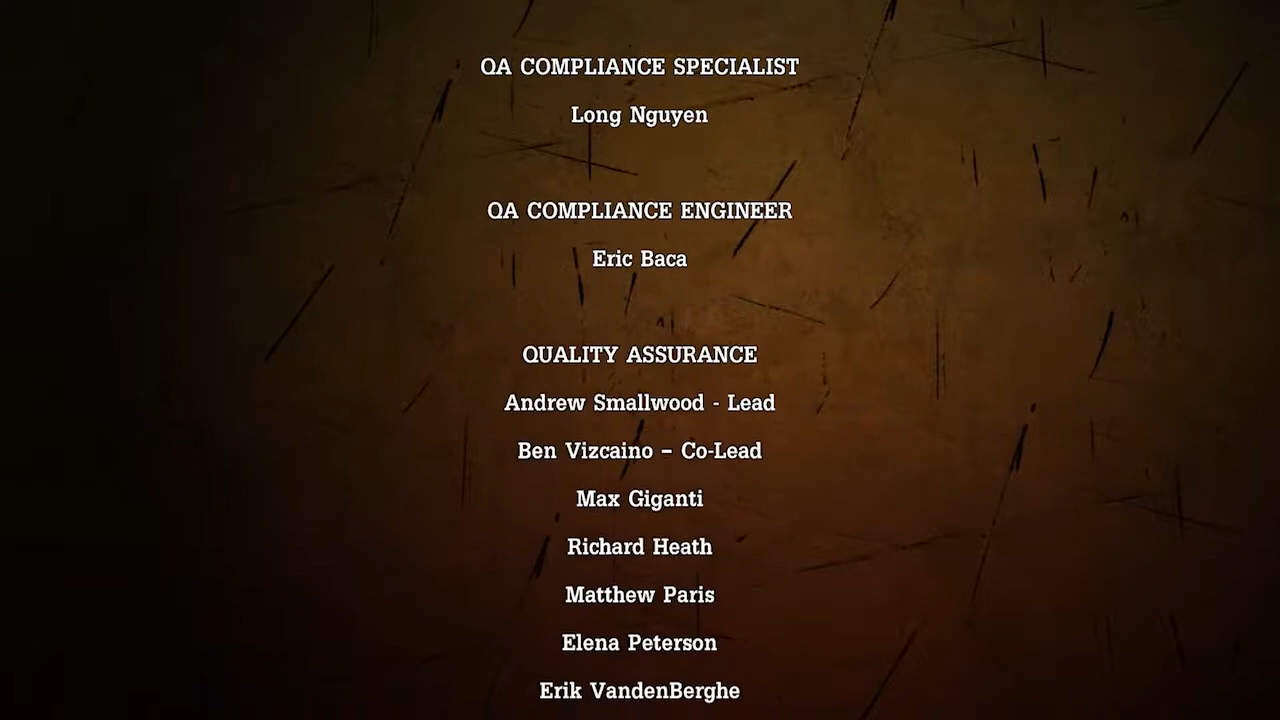 QA COMPLIANCE SPECIALIST
Long Nguyen
QA COMPLIANCE ENGINEER
Eric Baca
QUALITY ASSURANCE
Andrew Smallwood - Lead
Ben Vizcaino – Co-Lead
Max Giganti
Richard Heath
Matthew Paris
Elena Peterson
Erik VandenBerghe